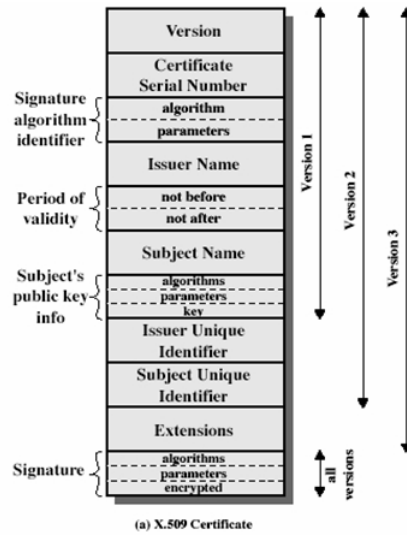 Version
Certificate
Serial Number
Signature
algorithm
identifier
algorithm
parameters
Issuer Name
Period of
validity
not before
not after
Subject Name
Subject's
public key
info
algorithms
parameters
key
Issuer Unique
Identifier
Subject Unique
Identifier
Extensions
Signature
algorithms
parameters
encrypted
Version 1
Version 2
Version 3
all
versions
(a) X.509 Certificate